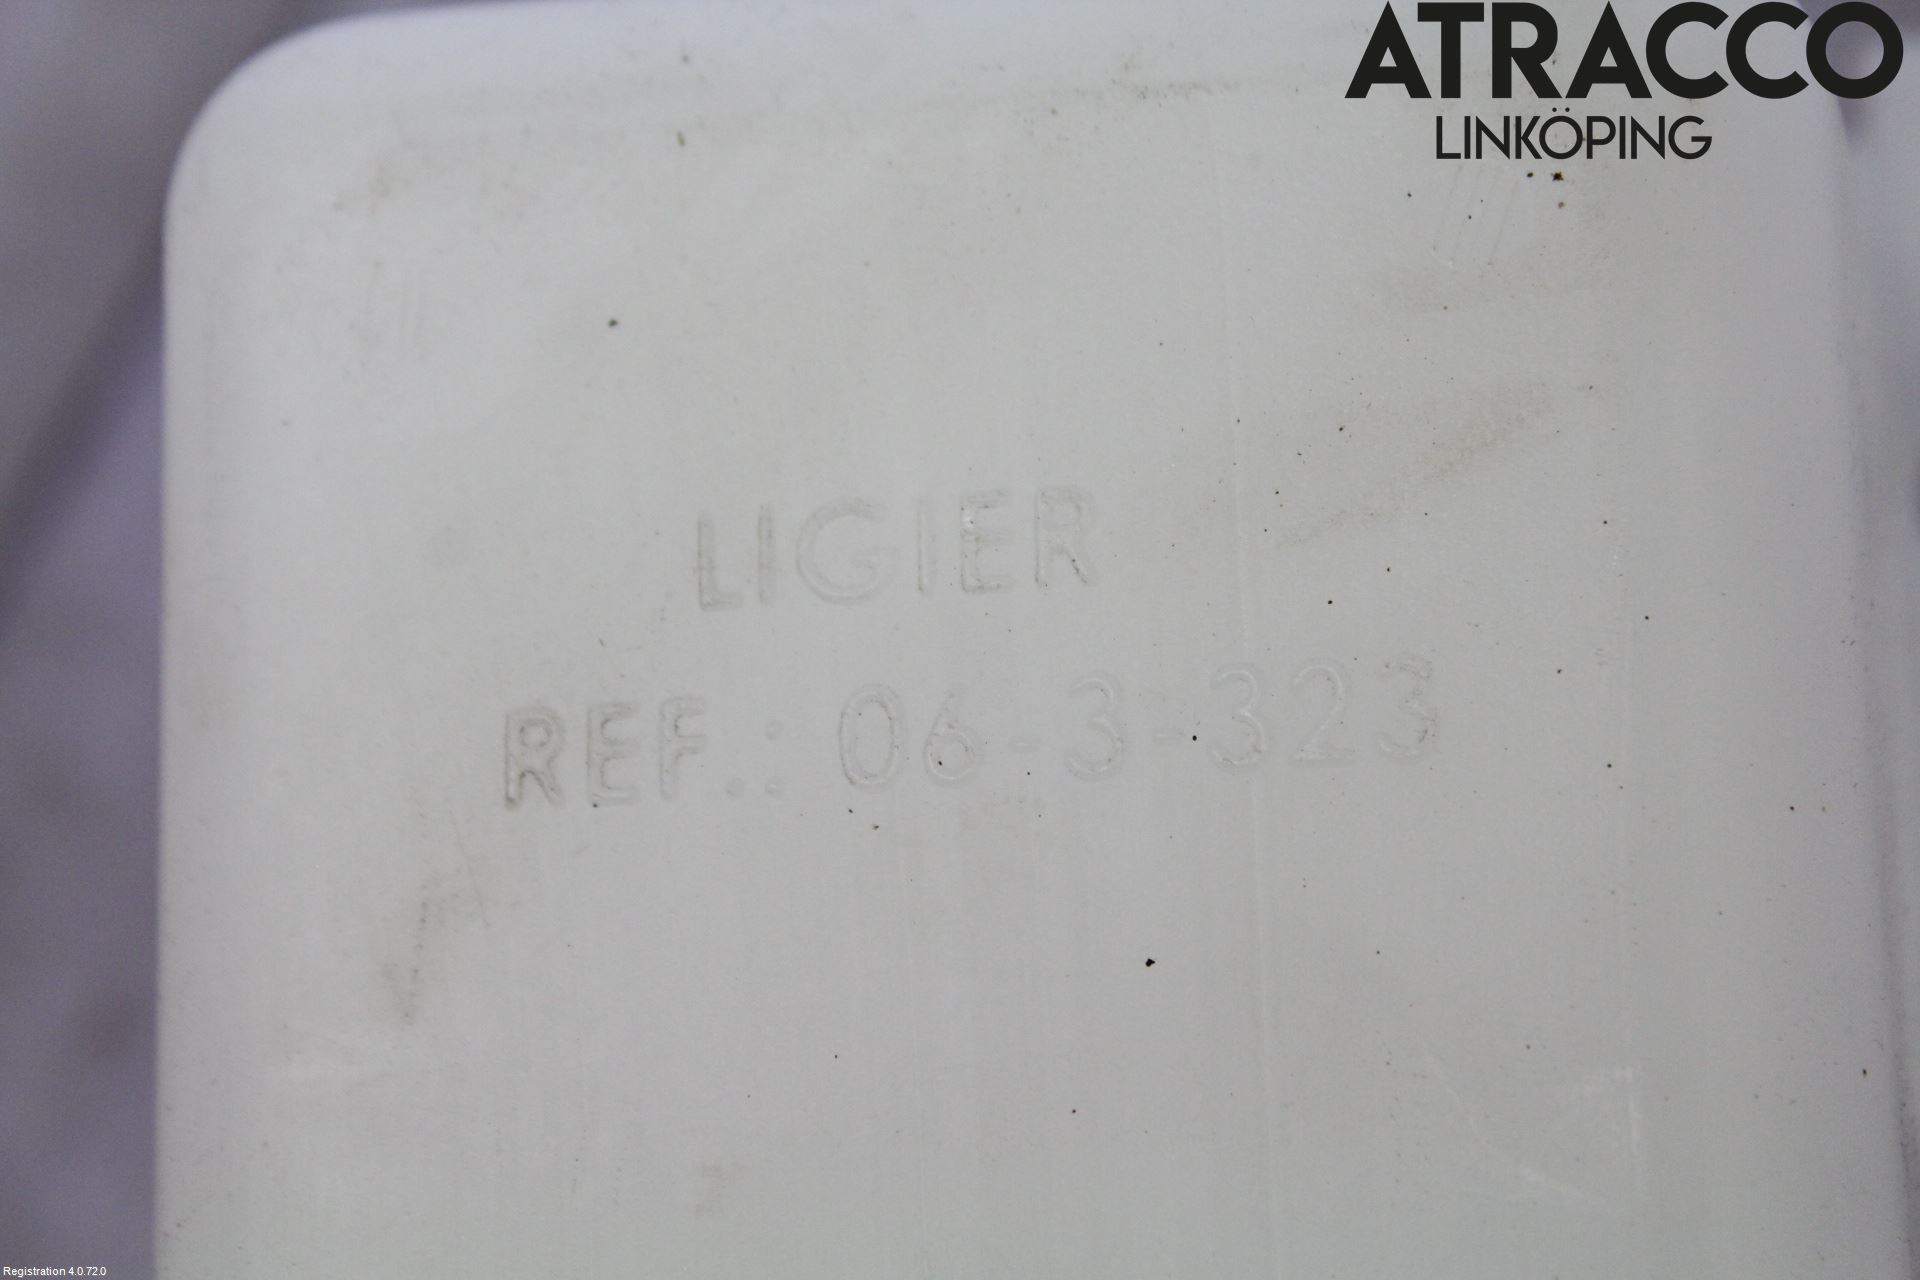 ATRACCO
LINKÖPING
LIGIER
REF.: 06-3-323
Registration 4.0.72.0